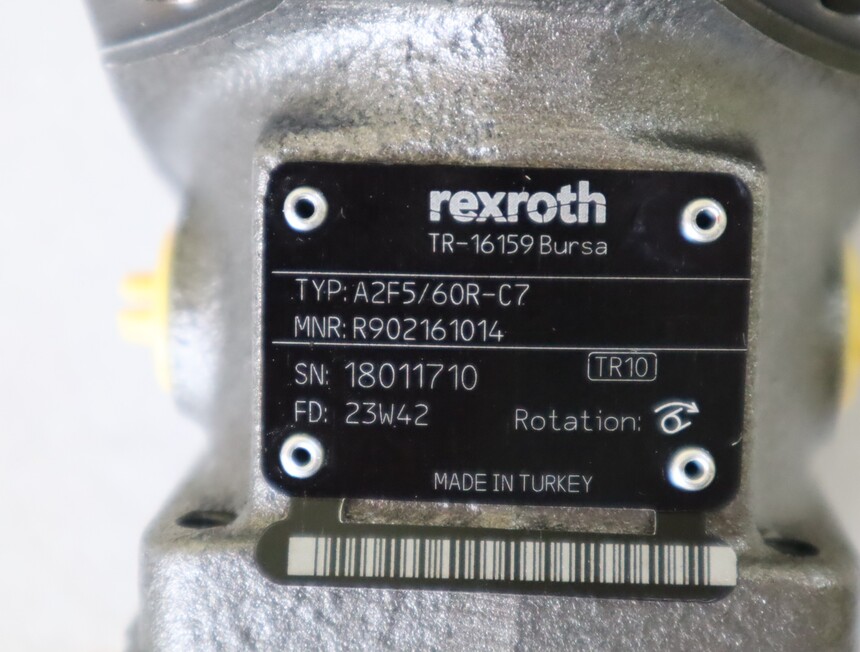 rexroth
TR-16159 Bursa
TYP: A2F5/60R-C7
MNR: R902161014
TR10
SN: 18011710
FD: 23W42
Rotation:
MADE IN TURKEY